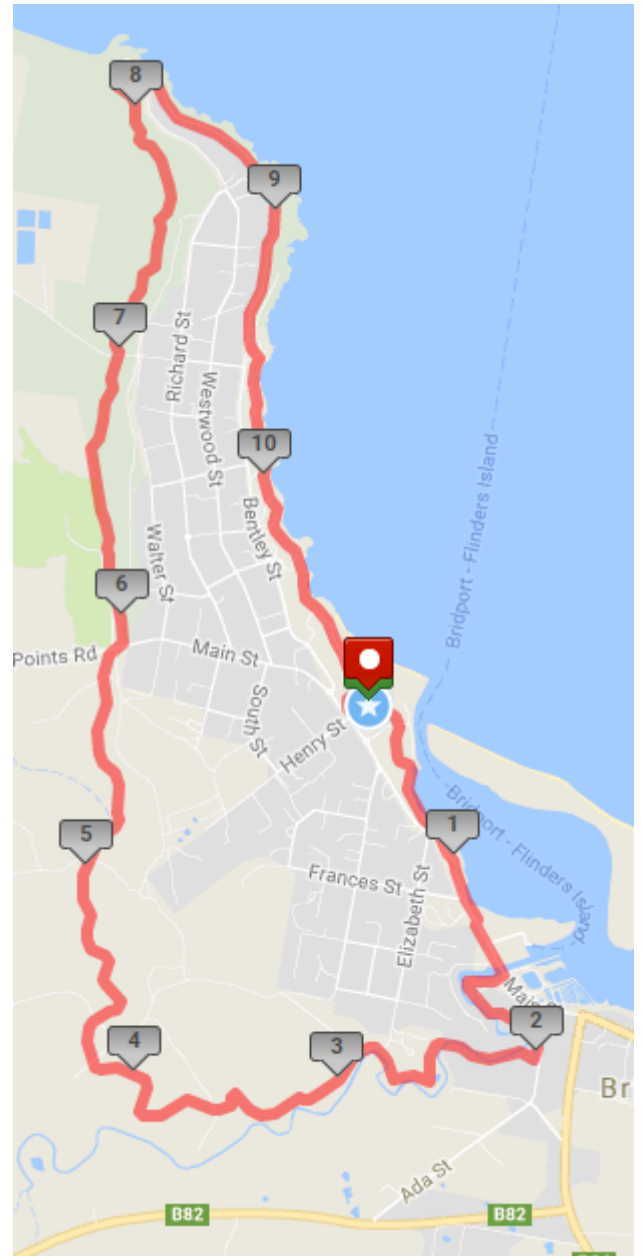 8
9
7
Richard St
Westwood St
10
Bentley St
Bridport - Flinders Island
Walter St
6
Points Rd
Main St
South St
Henry St
Bridport - Flinders Island
1
5
Frances St
Elizabeth St
2
3
4
Br
Ada St
B82
B82